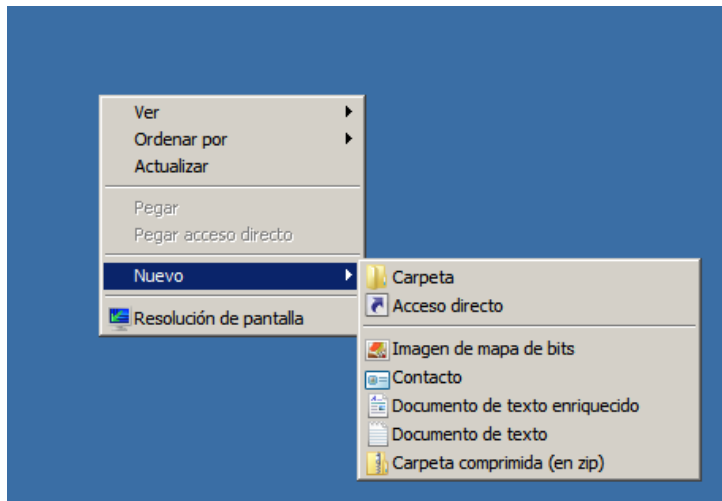 Ver
Ordenar por
Actualizar
Pegar
Pegar acceso directo
Nuevo
Resolución de pantalla
Carpeta
Acceso directo
Imagen de mapa de bits
Contacto
Documento de texto enriquecido
Documento de texto
Carpeta comprimida (en zip)